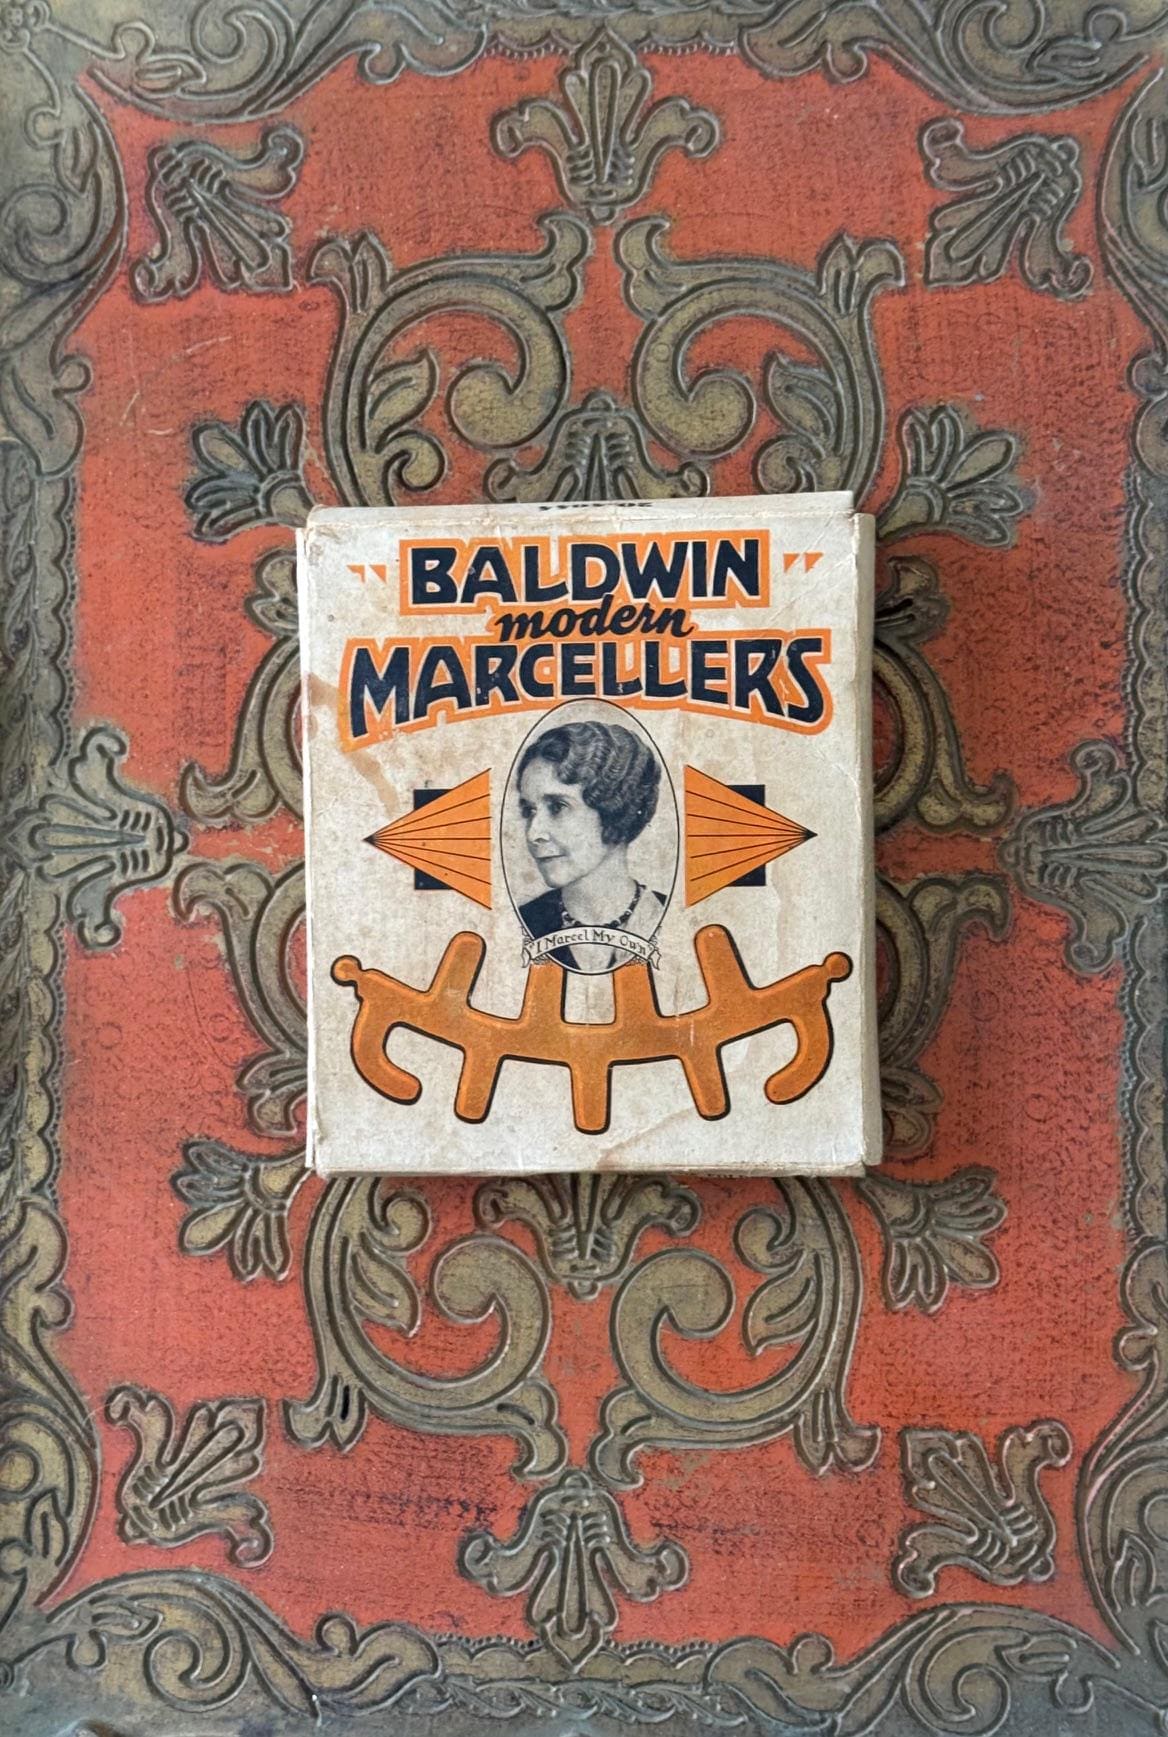 "BALDWIN"
modern
MARCELLERS
"I Marcel My Own"